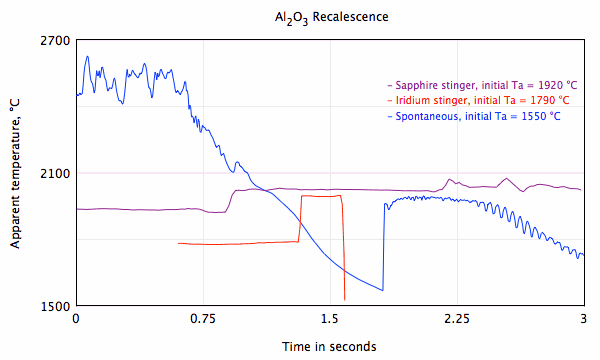 Al₂O₃ Recalescence
2700
– Sapphire stinger, initial Ta = 1920 °C
– Iridium stinger, initial Ta = 1790 °C
– Spontaneous, initial Ta = 1550 °C
Apparent temperature, °C
2100
1500
0 0.75 1.5 2.25 3
Time in seconds